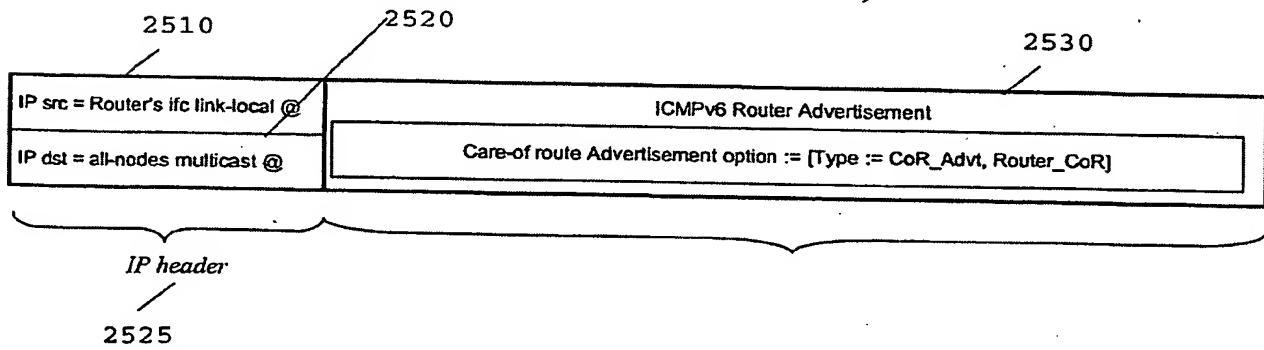 2510
2520
2530
IP src = Router's ifc link-local @
ICMPv6 Router Advertisement
IP dst = all-nodes multicast @
Care-of route Advertisement option := [Type := CoR_Advt, Router_CoR]
IP header
2525